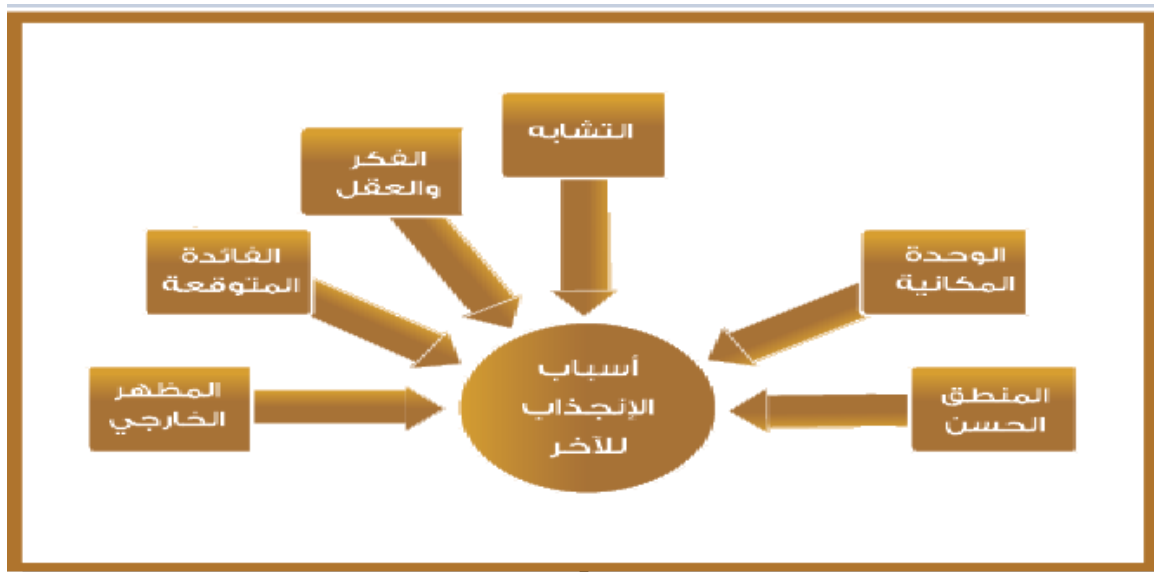 التشابه
الفكر
والعقل
الوحدة
المكانية
الفائدة
المتوقعة
المنطق
الحسن
المظهر
الخارجي
أسباب
الإنجذاب
للآخر